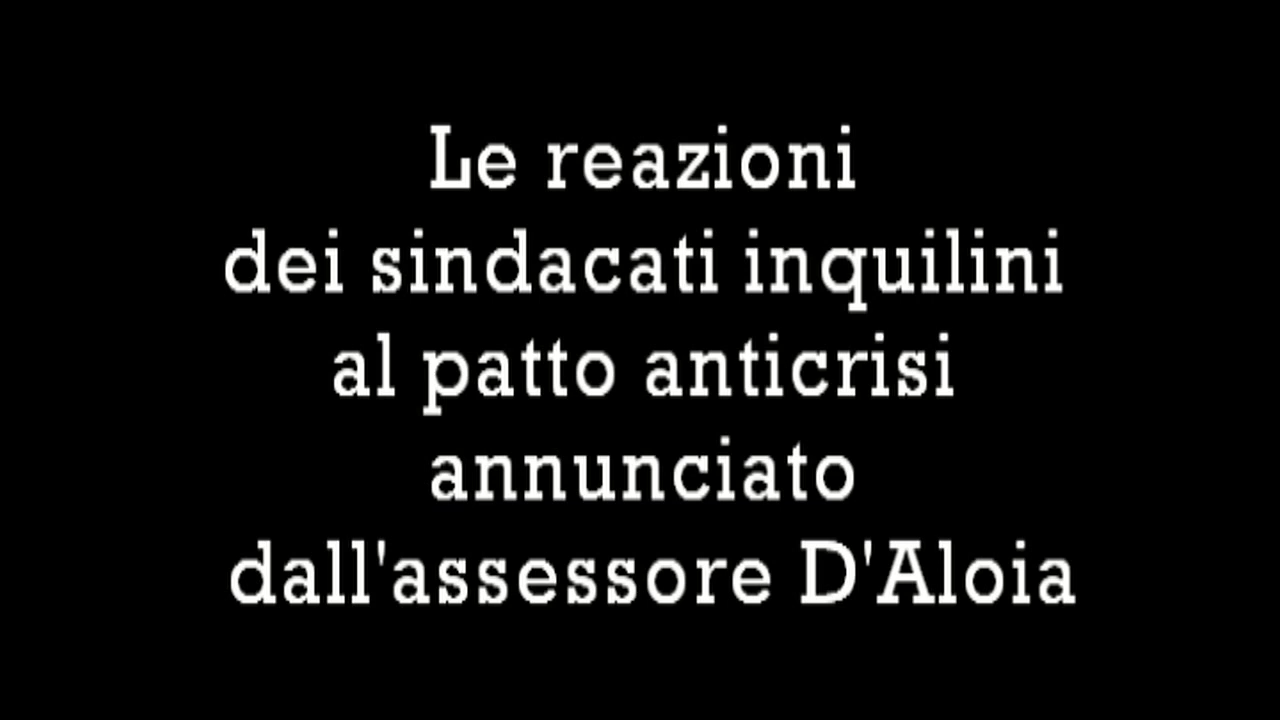 Le reazioni
dei sindacati inquilini
al patto anticrisi
annunciato
dall'assessore D'Aloia